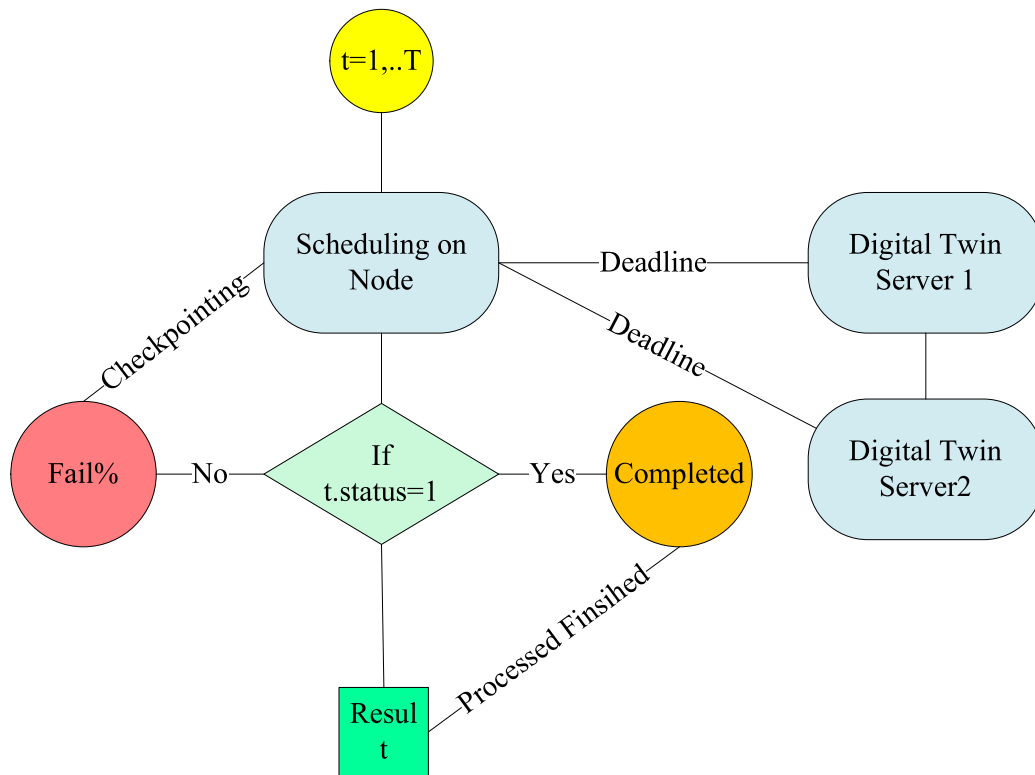 t=1,..T
Scheduling on
Node
Deadline
Digital Twin
Server 1
Checkpointing
Deadline
Fail%
No
If
t.status=1
Yes
Completed
Digital Twin
Server2
Processed Finsihed
Resul
t